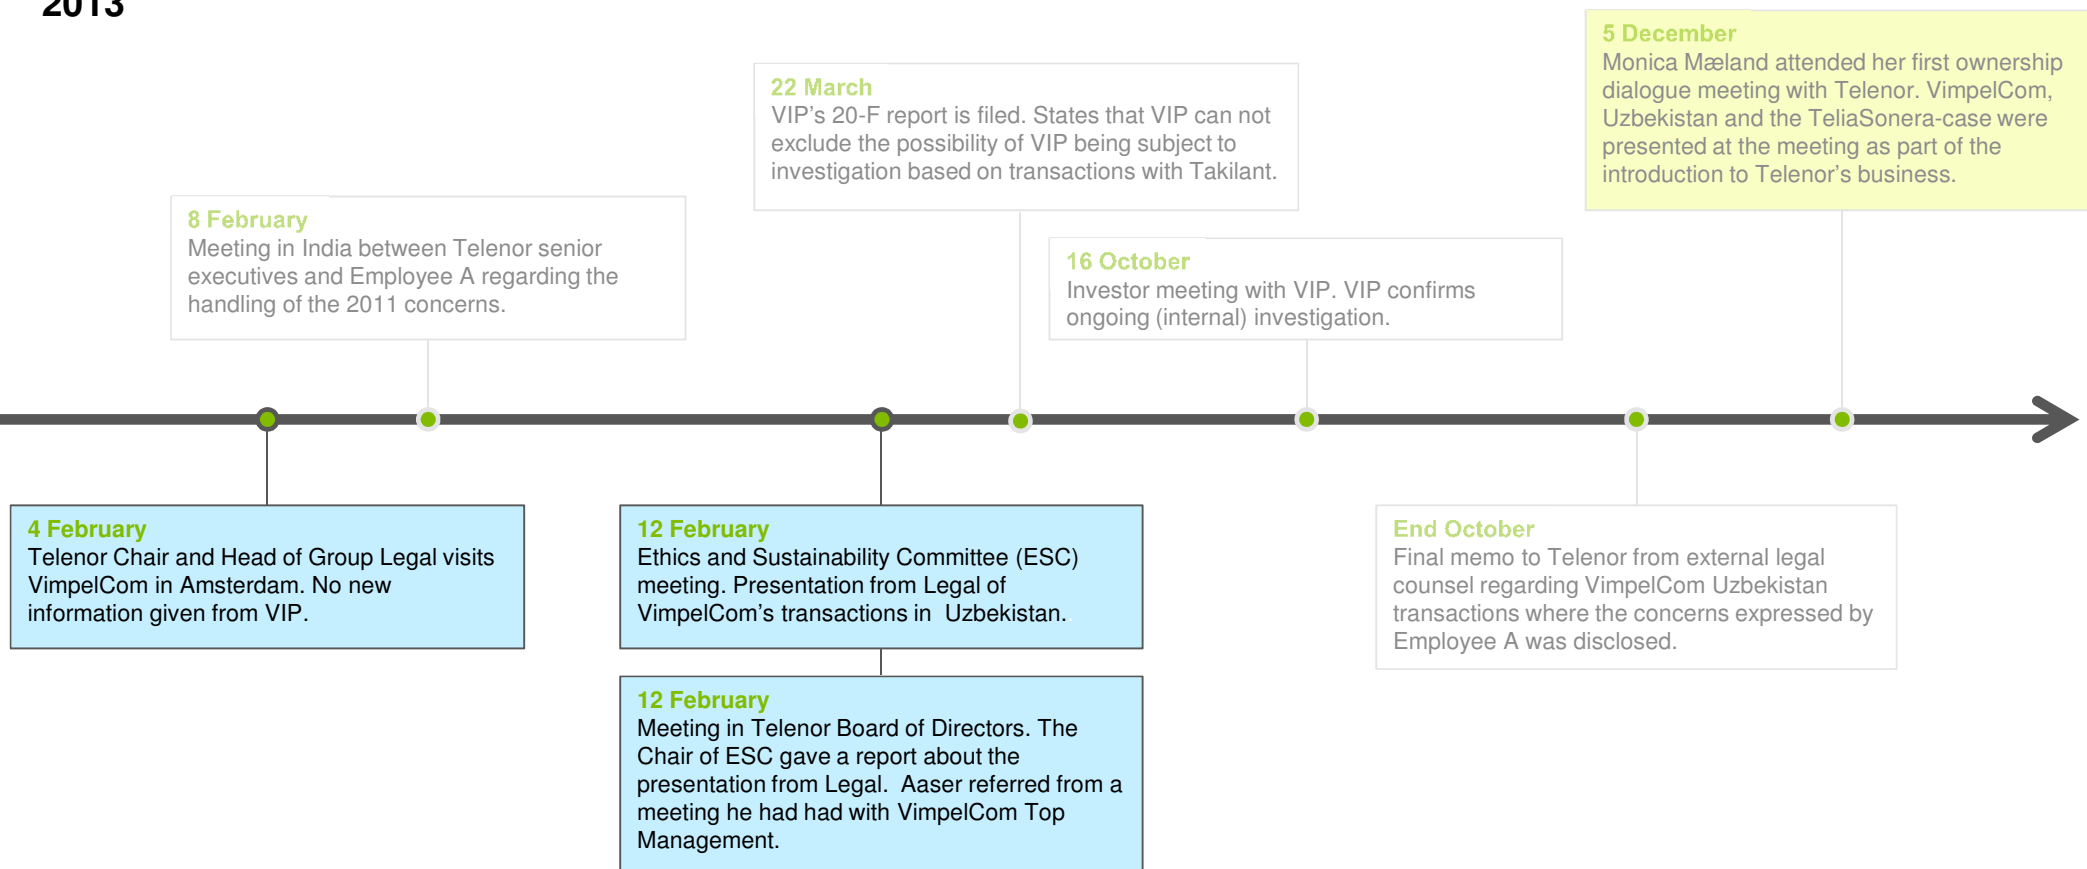 2013
5 December
Monica Mæland attended her first ownership
dialogue meeting with Telenor. VimpelCom,
Uzbekistan and the TeliaSonera-case were
presented at the meeting as part of the
introduction to Telenor's business.
22 March
VIP's 20-F report is filed. States that VIP can not
exclude the possibility of VIP being subject to
investigation based on transactions with Takilant.
8 February
Meeting in India between Telenor senior
executives and Employee A regarding the
handling of the 2011 concerns.
16 October
Investor meeting with VIP. VIP confirms
ongoing (internal) investigation.
4 February
Telenor Chair and Head of Group Legal visits
VimpelCom in Amsterdam. No new
information given from VIP.
12 February
Ethics and Sustainability Committee (ESC)
meeting. Presentation from Legal of
VimpelCom's transactions in  Uzbekistan.
End October
Final memo to Telenor from external legal
counsel regarding VimpelCom Uzbekistan
transactions where the concerns expressed by
Employee A was disclosed.
12 February
Meeting in Telenor Board of Directors. The
Chair of ESC gave a report about the
presentation from Legal.  Aaser referred from a
meeting he had had with VimpelCom Top
Management.